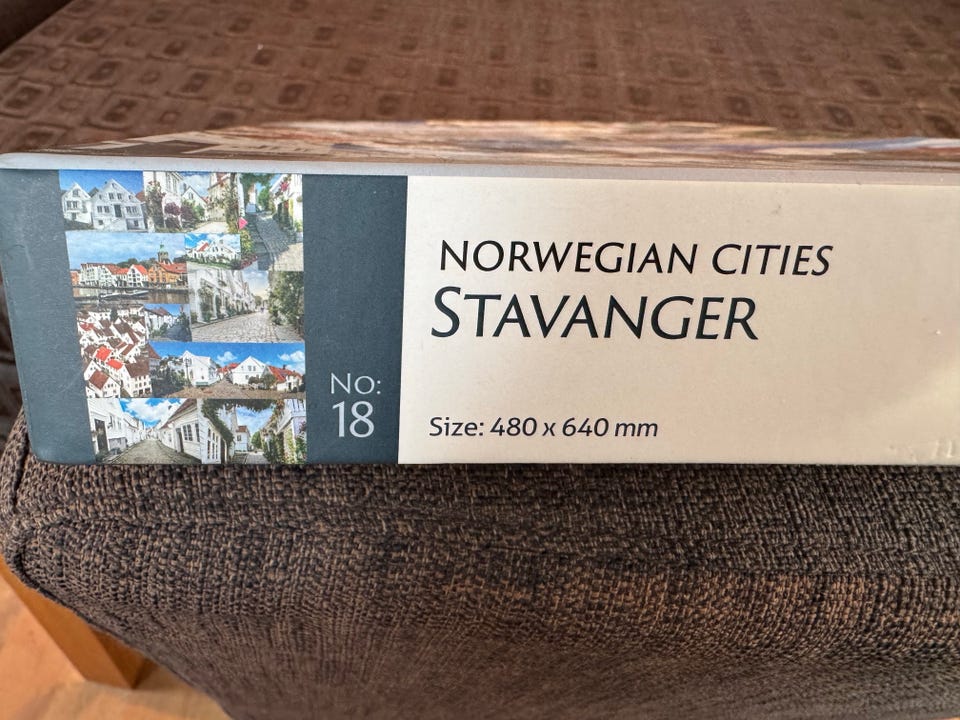 No:
18
NORWEGIAN CITIES
STAVANGER
Size: 480 x 640 mm